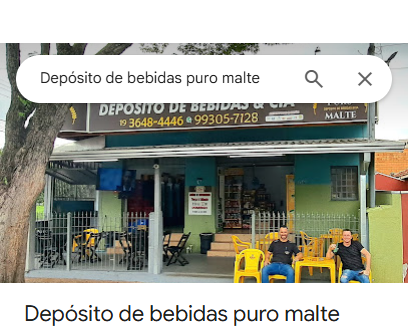 Depósito de bebidas puro malte
DEPÓSITO DE BEBIDAS & CIA
19 3648-4446 99305-7128
MALTE
Depósito de bebidas puro malte